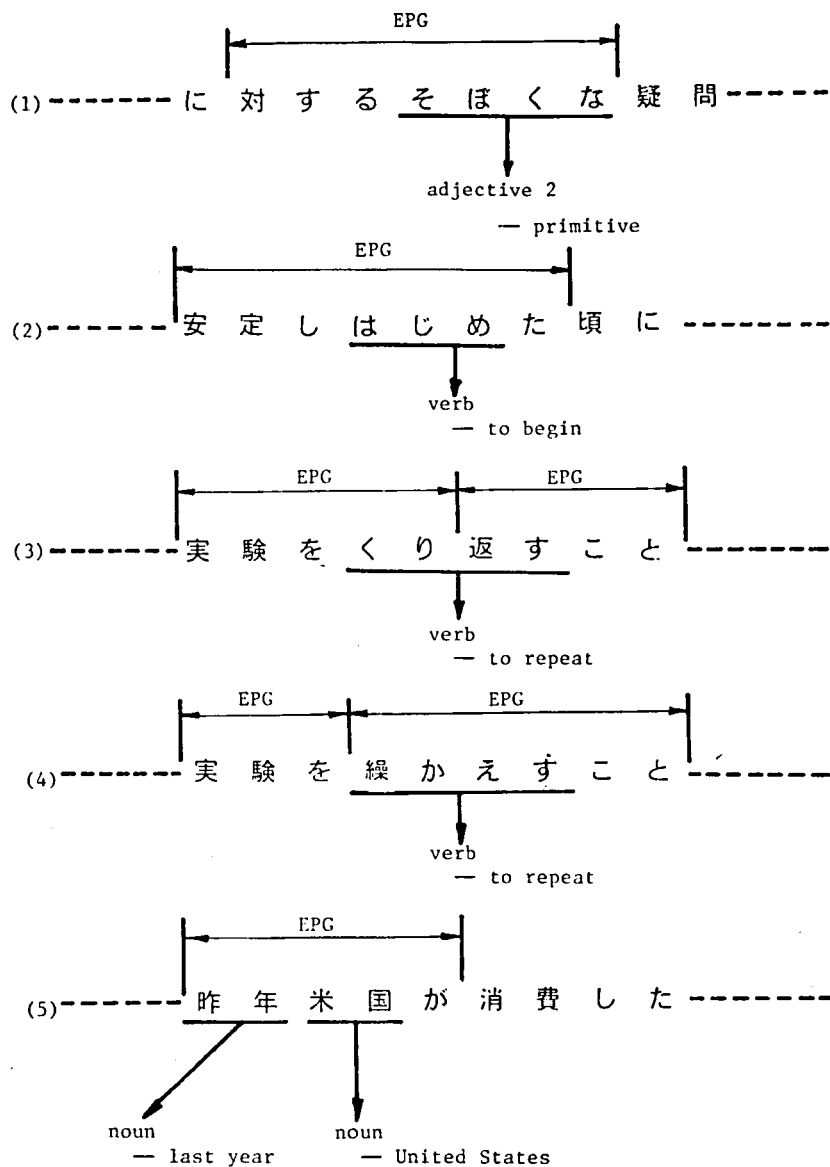 EPG
(1) に対するそぼくな疑問
adjective 2
— primitive
EPG
(2) 安定しはじめた頃に
verb
— to begin
EPG EPG
(3) 実験をくり返すこと
verb
— to repeat
EPG EPG
(4) 実験を繰かえすこと
verb
— to repeat
EPG
(5) 昨年米国が消費した
noun noun
— last year — United States